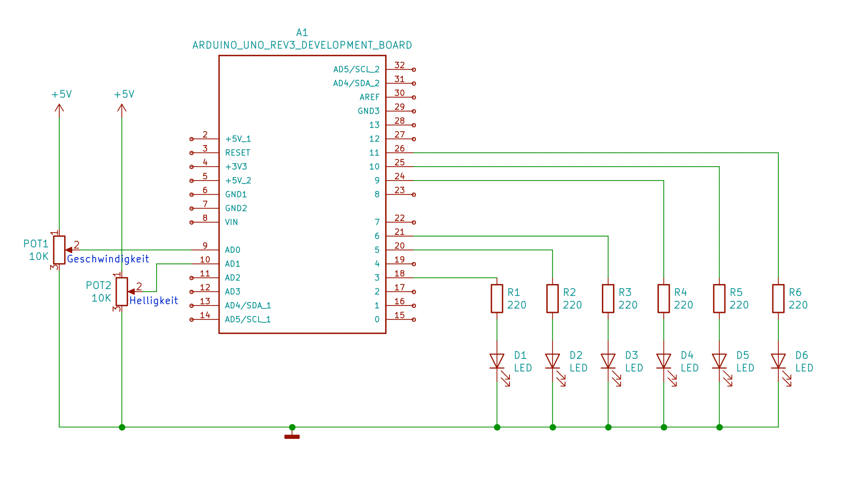 A1
ARDUINO_UNO_REV3_DEVELOPMENT_BOARD
+5V
+5V
2 +5V_1
3 RESET
4 +3V3
5 +5V_2
6 GND1
7 GND2
8 VIN
9 AD0
10 AD1
11 AD2
12 AD3
13 AD4/SDA_1
14 AD5/SCL_1
AD5/SCL_2 32
AD4/SDA_2 31
AREF 30
GND3 29
13 28
12 27
11 26
10 25
9 24
8 23
7 22
6 21
5 20
4 19
3 18
2 17
1 16
0 15
POT1
10K
1
2
3
Geschwindigkeit
POT2
10K
1
2
3
Helligkeit
R1
220
R2
220
R3
220
R4
220
R5
220
R6
220
D1
LED
D2
LED
D3
LED
D4
LED
D5
LED
D6
LED